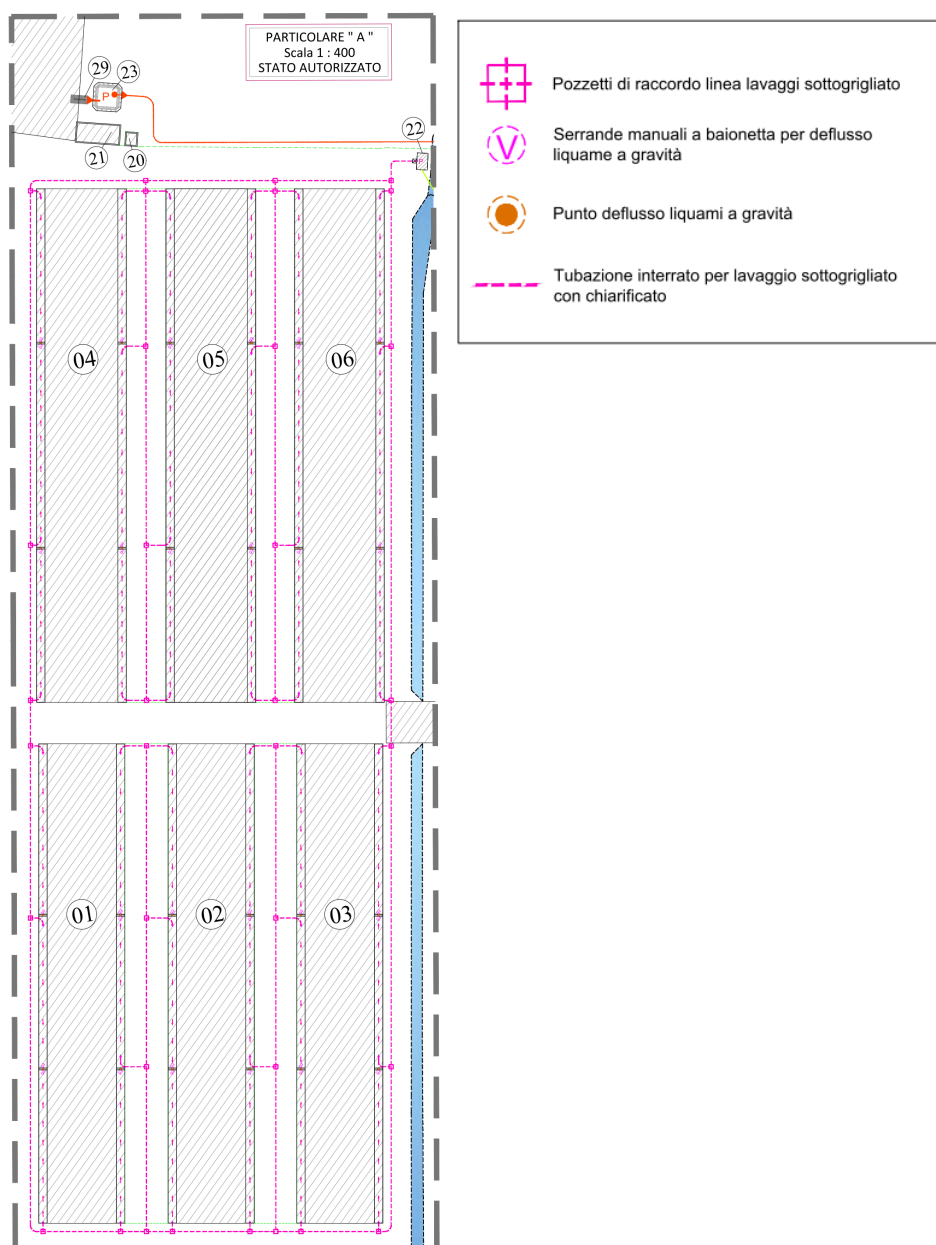 PARTICOLARE " A "
Scala 1 : 400
STATO AUTORIZZATO
29
23
P
21
20
22
P
04
05
06
01
02
03
Pozzetti di raccordo linea lavaggi sottogrigliato
V
Serrande manuali a baionetta per deflusso
liquame a gravità
Punto deflusso liquami a gravità
Tubazione interrato per lavaggio sottogrigliato
con chiarificato